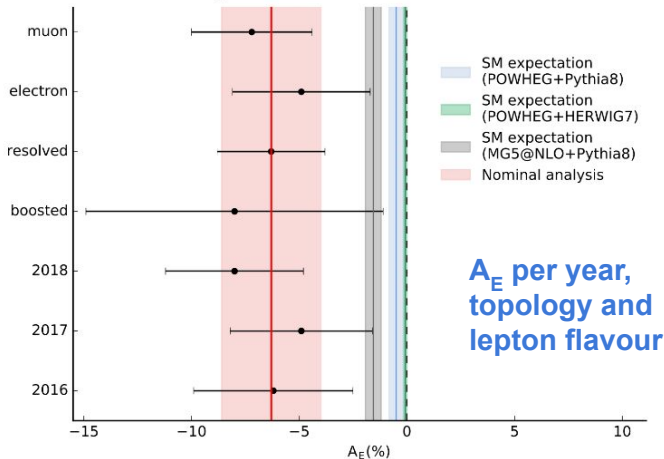 muon
electron
resolved
boosted
2018
2017
2016
SM expectation
(POWHEG+Pythia8)
SM expectation
(POWHEG+HERWIG7)
SM expectation
(MG5@NLO+Pythia8)
Nominal analysis
A_E per year,
topology and
lepton flavour
−15 −10 −5 0 5 10
A_E(%)